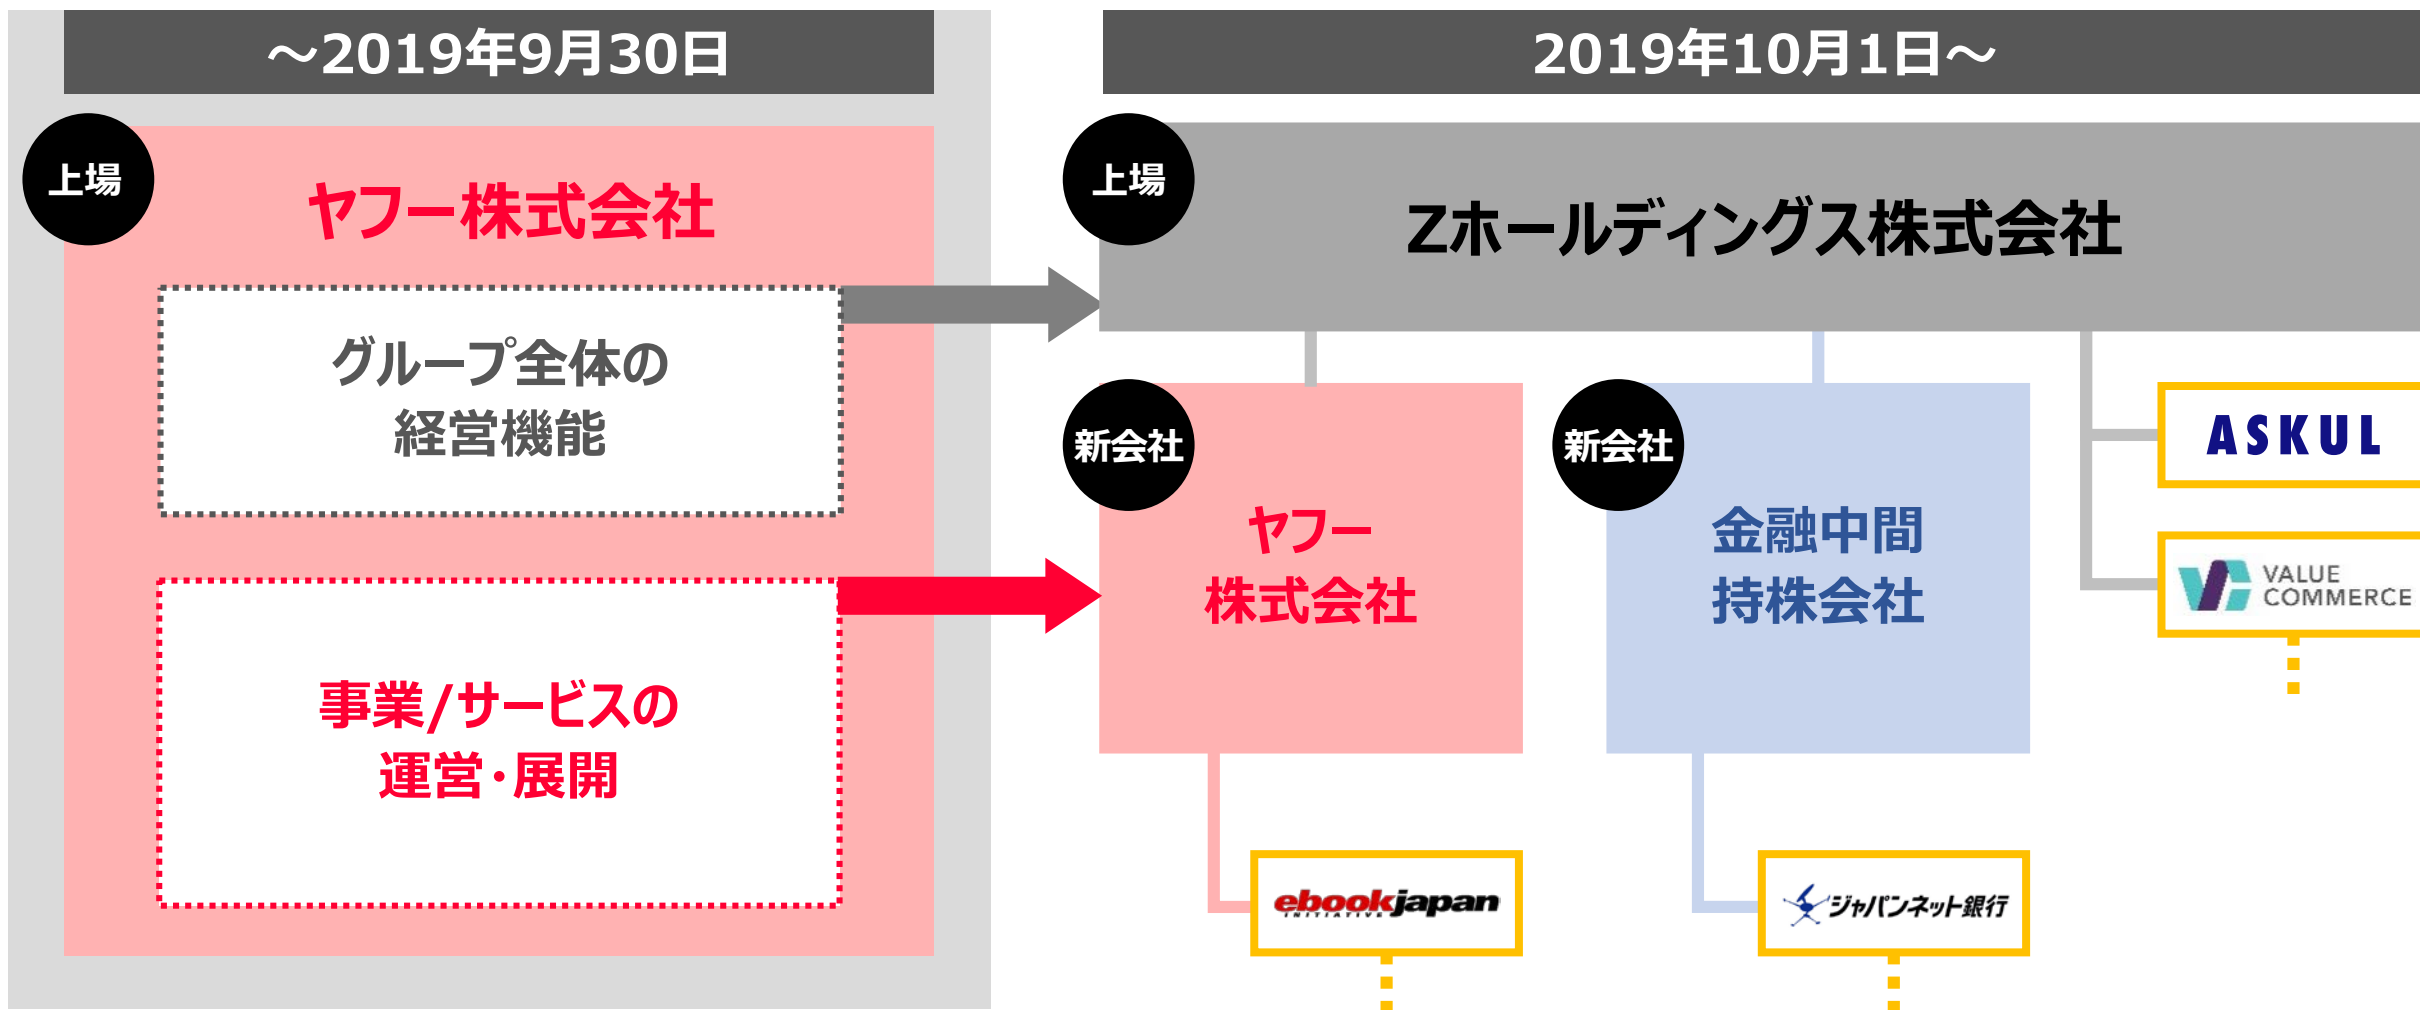 ～2019年9月30日
上場
ヤフー株式会社
グループ全体の
経営機能
事業/サービスの
運営・展開
2019年10月1日～
上場
Zホールディングス株式会社
新会社
ヤフー
株式会社
新会社
金融中間
持株会社
ASKUL
VALUE
COMMERCE
ebookjapan
INITIATIVE
ジャパンネット銀行